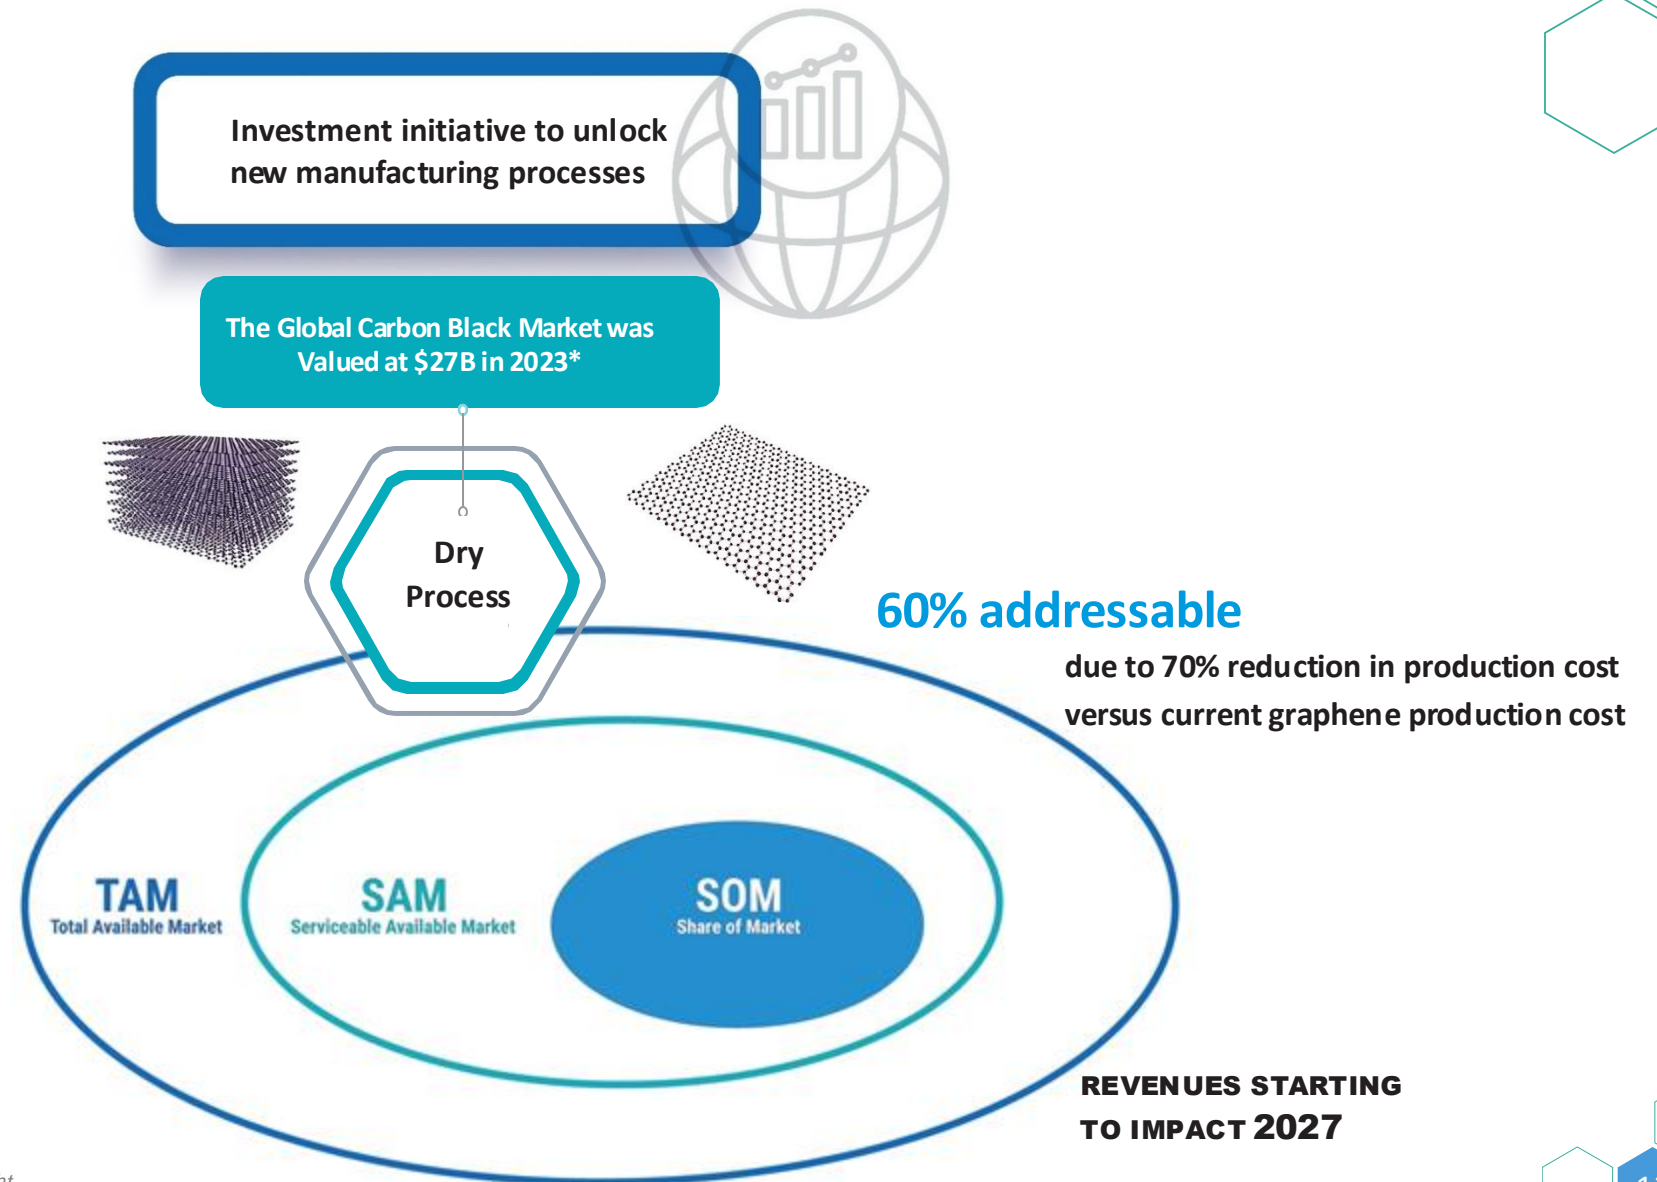 Investment initiative to unlock
new manufacturing processes
The Global Carbon Black Market was
Valued at $27B in 2023*
Dry
Process
60% addressable
due to 70% reduction in production cost
versus current graphene production cost
TAM
Total Available Market
SAM
Serviceable Available Market
SOM
Share of Market
REVENUES STARTING
TO IMPACT 2027